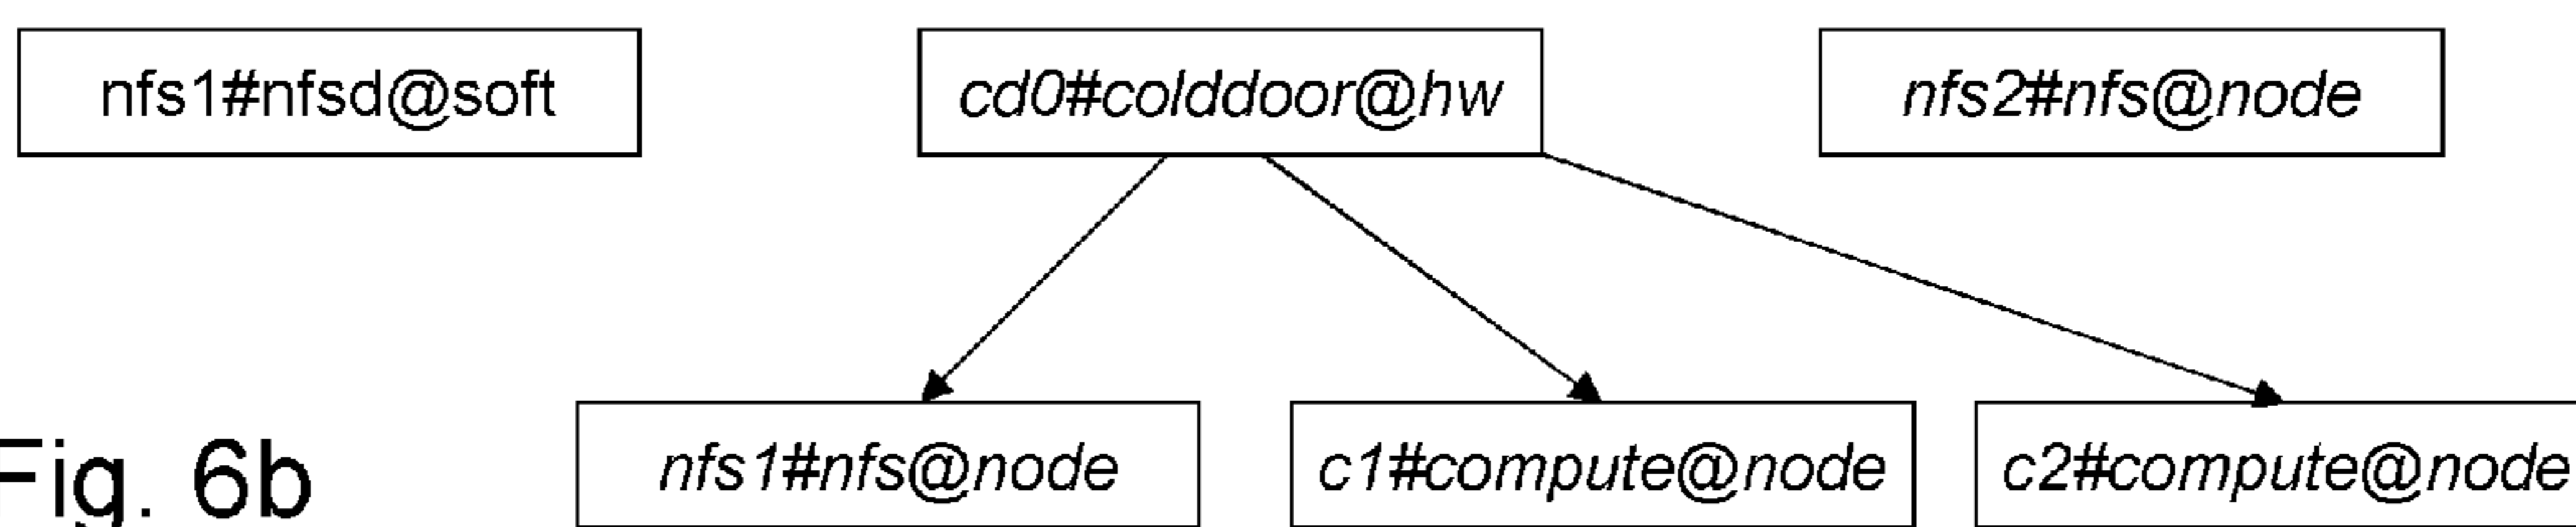 nfs1#nfsd@soft
cd0#colddoor@hw
nfs2#nfs@node
Fig. 6b
nfs1#nfs@node
c1#compute@node
c2#compute@node